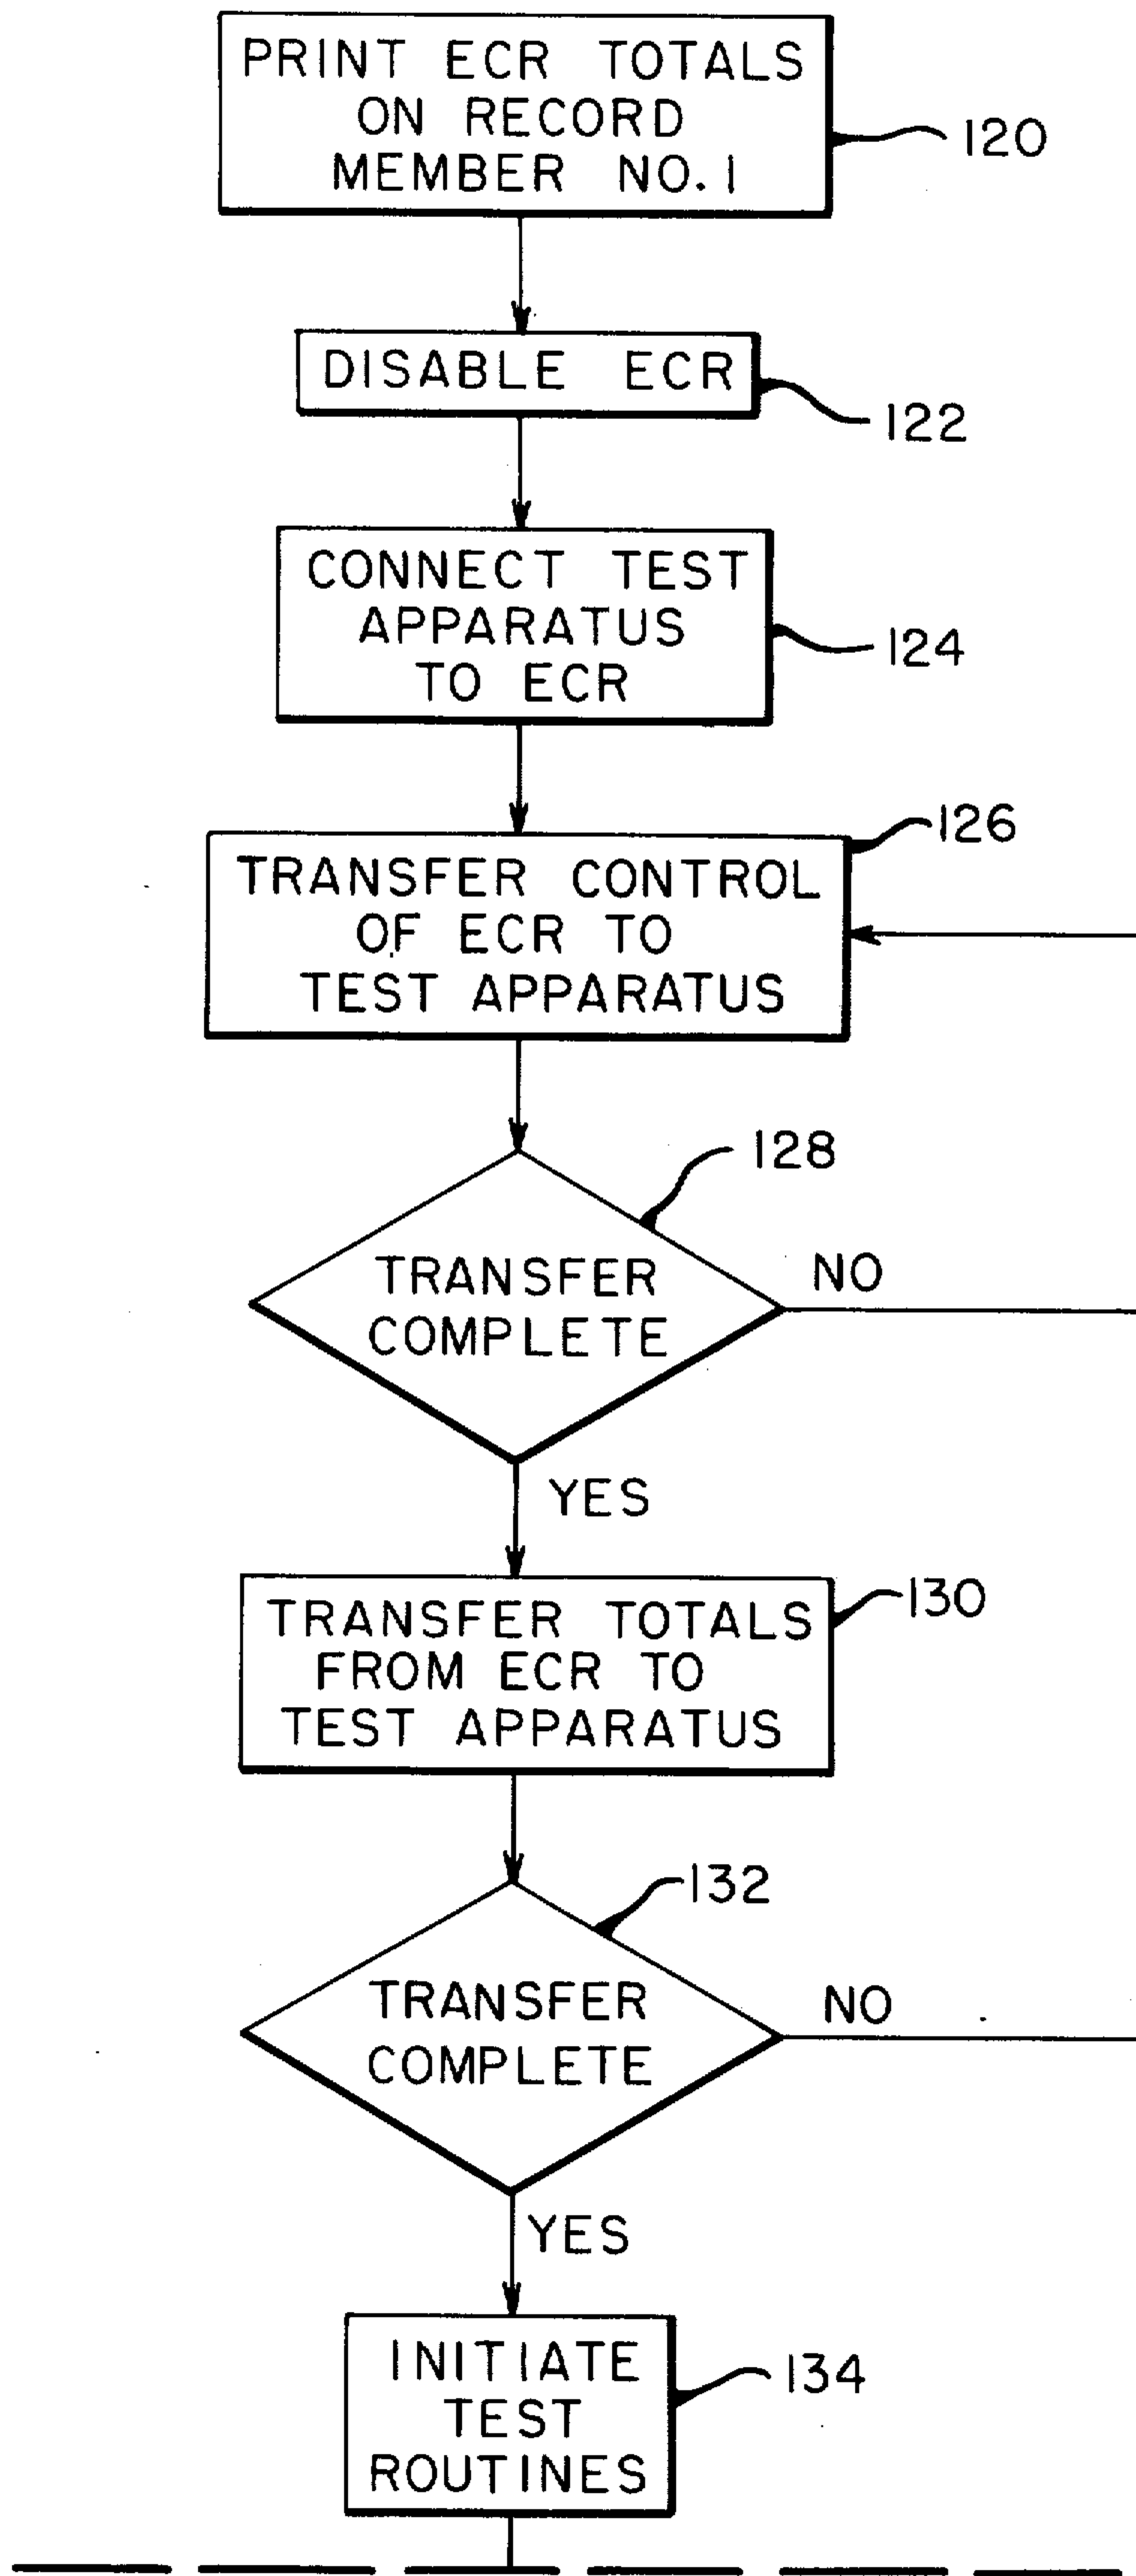 PRINT ECR TOTALS
ON RECORD
MEMBER NO. 1
120
DISABLE ECR
122
CONNECT TEST
APPARATUS
TO ECR
124
126
TRANSFER CONTROL
OF ECR TO
TEST APPARATUS
128
TRANSFER
COMPLETE
NO
YES
130
TRANSFER TOTALS
FROM ECR TO
TEST APPARATUS
132
TRANSFER
COMPLETE
NO
YES
INITIATE
TEST
ROUTINES
134